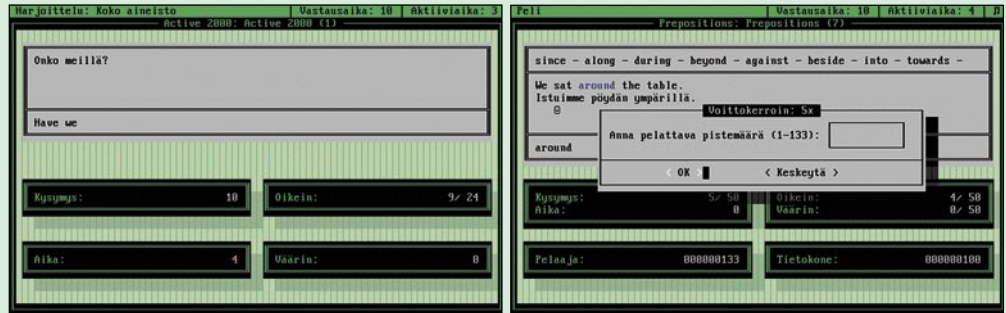 Harjoittelu: Koko aineisto Vastausaika: 10 Aktiiviaika: 3
Active 2000: Active 2000 (1)
Onko meillä?
Have we
Kysymys: 10 Oikein: 9/ 24
Aika: 4 Väärin: 0
Peli Vastausaika: 10 Aktiiviaika: 4 ♫
Prepositions: Prepositions (7)
since - along - during - beyond - against - beside - into - towards -
We sat around the table.
Istuimme pöydän ympärillä.
Voittokerroin: 5x
Anna pelattava pistemäärä (1-133):
around
< OK > < Keskeytä >
Kysymys: 5/ 50 Oikein: 4/ 50
Aika: 0 Väärin: 0/ 50
Pelaaja: 000000133 Tietokone: 000000100